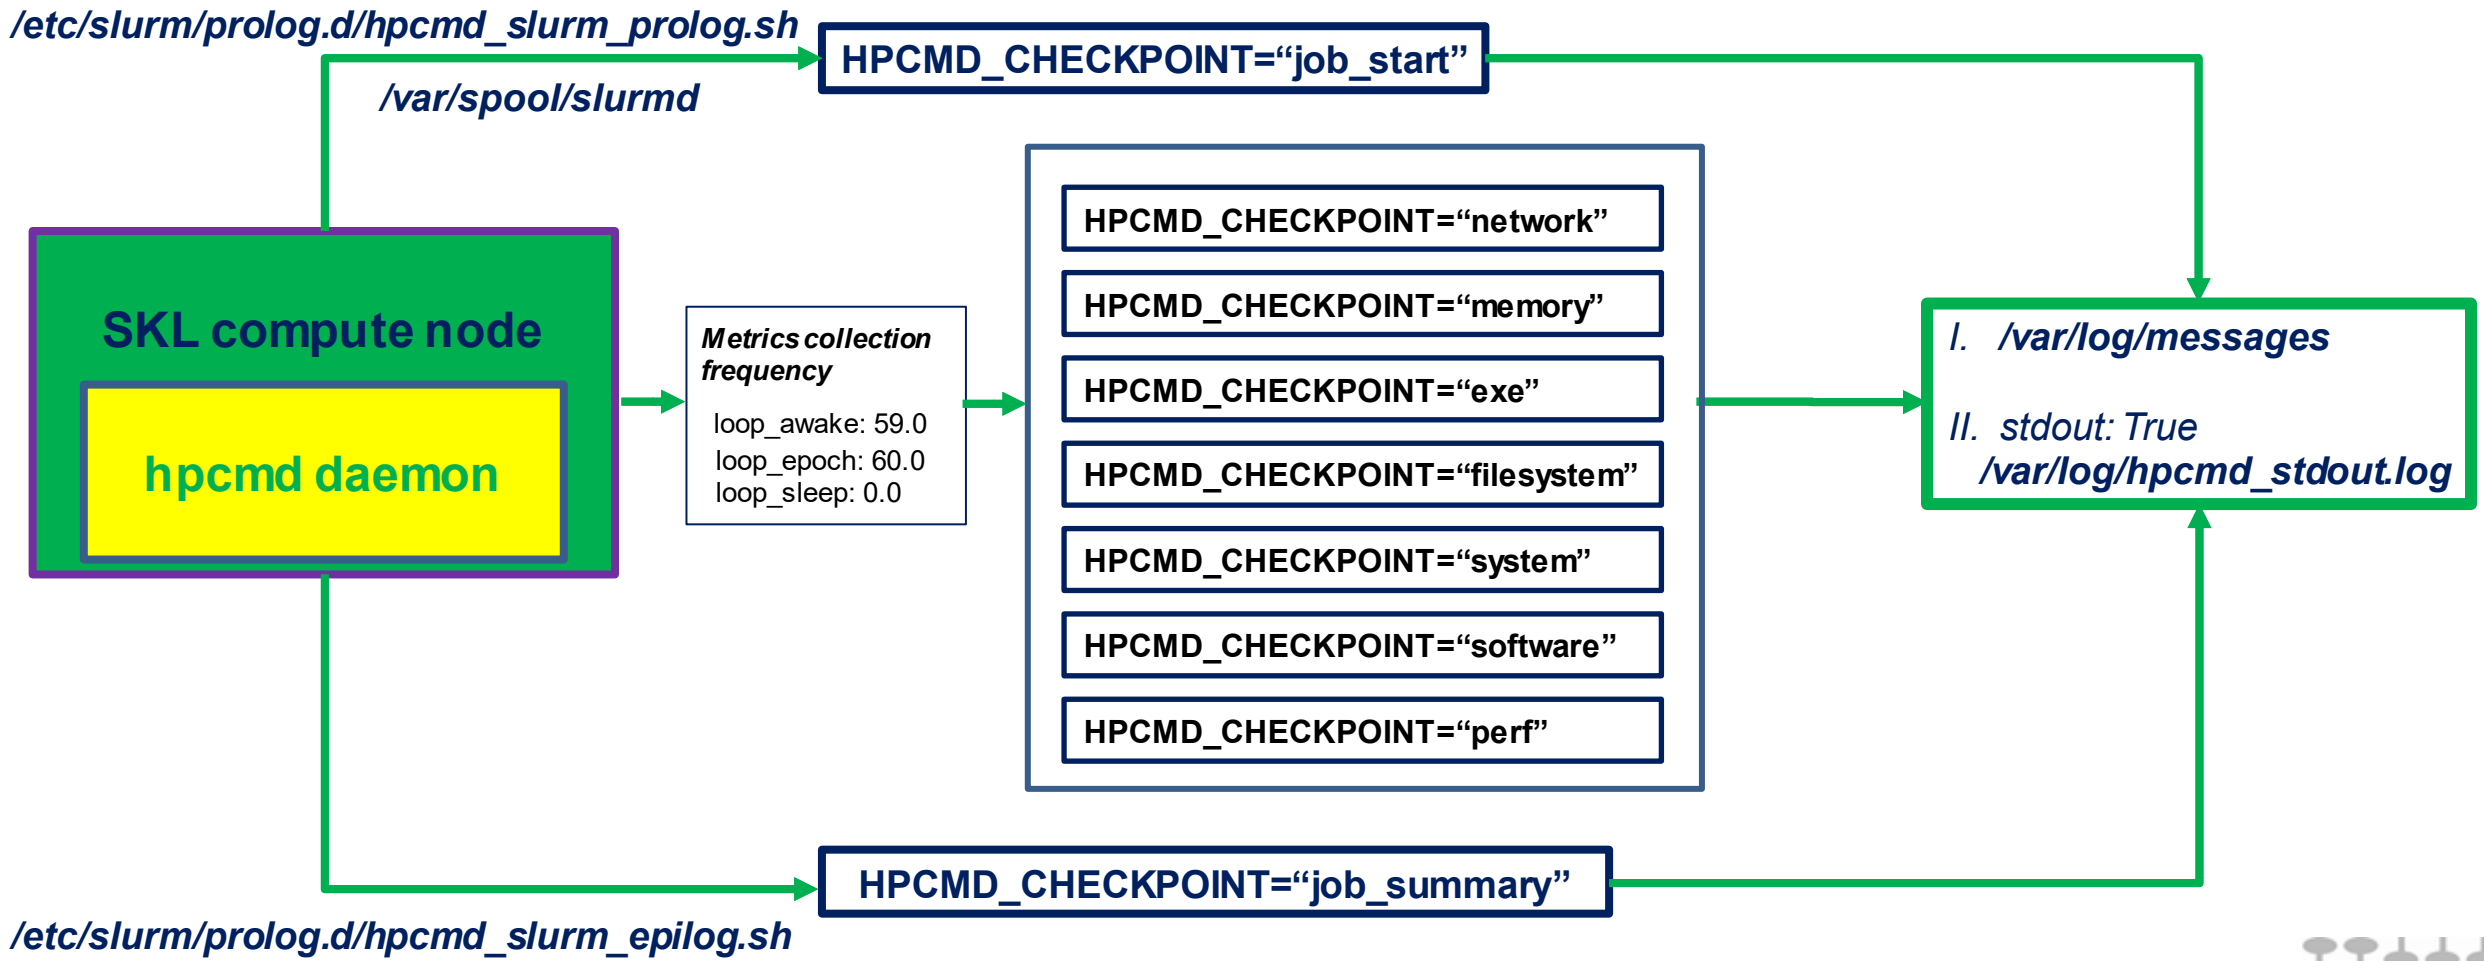 /etc/slurm/prolog.d/hpcmd_slurm_prolog.sh
/var/spool/slurmd
HPCMD_CHECKPOINT=“job_start”
SKL compute node
hpcmd daemon
Metrics collection
frequency
loop_awake: 59.0
loop_epoch: 60.0
loop_sleep: 0.0
HPCMD_CHECKPOINT=“network”
HPCMD_CHECKPOINT=“memory”
HPCMD_CHECKPOINT=“exe”
HPCMD_CHECKPOINT=“filesystem”
HPCMD_CHECKPOINT=“system”
HPCMD_CHECKPOINT=“software”
HPCMD_CHECKPOINT=“perf”
I. /var/log/messages
II. stdout: True
/var/log/hpcmd_stdout.log
HPCMD_CHECKPOINT=“job_summary”
/etc/slurm/prolog.d/hpcmd_slurm_epilog.sh